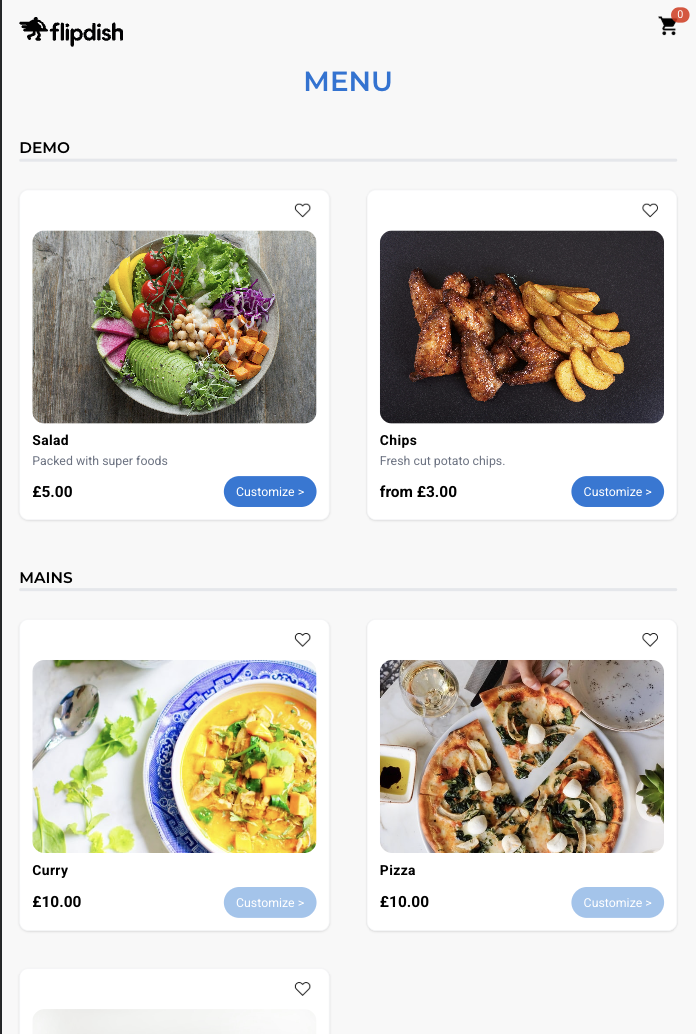 flipdish
0
MENU
DEMO
Salad
Packed with super foods
£5.00
Customize >
Chips
Fresh cut potato chips.
from £3.00
Customize >
MAINS
Curry
£10.00
Customize >
Pizza
£10.00
Customize >